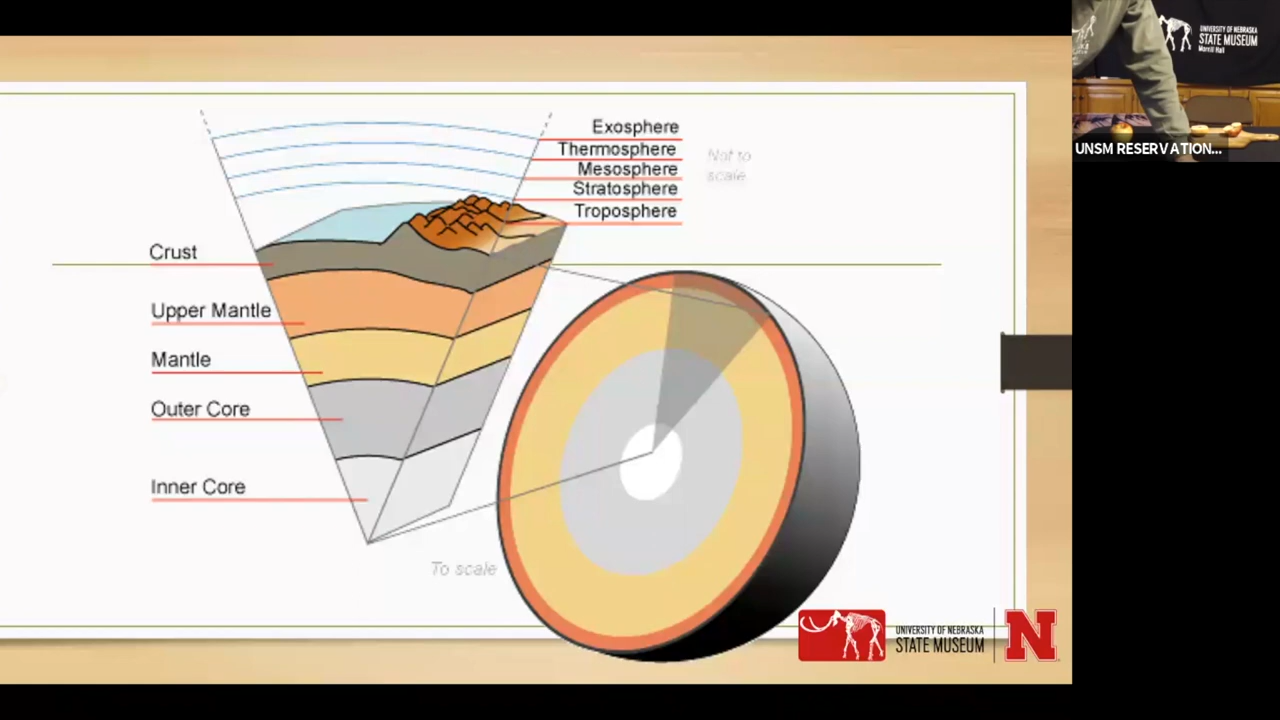 Exosphere
Thermosphere
Mesosphere
Stratosphere
Troposphere
Not to
scale
Crust
Upper Mantle
Mantle
Outer Core
Inner Core
To scale
UNIVERSITY OF NEBRASKA
STATE MUSEUM
N
UNIVERSITY OF NEBRASKA
STATE MUSEUM
Morrill Hall
UNSM RESERVATION...